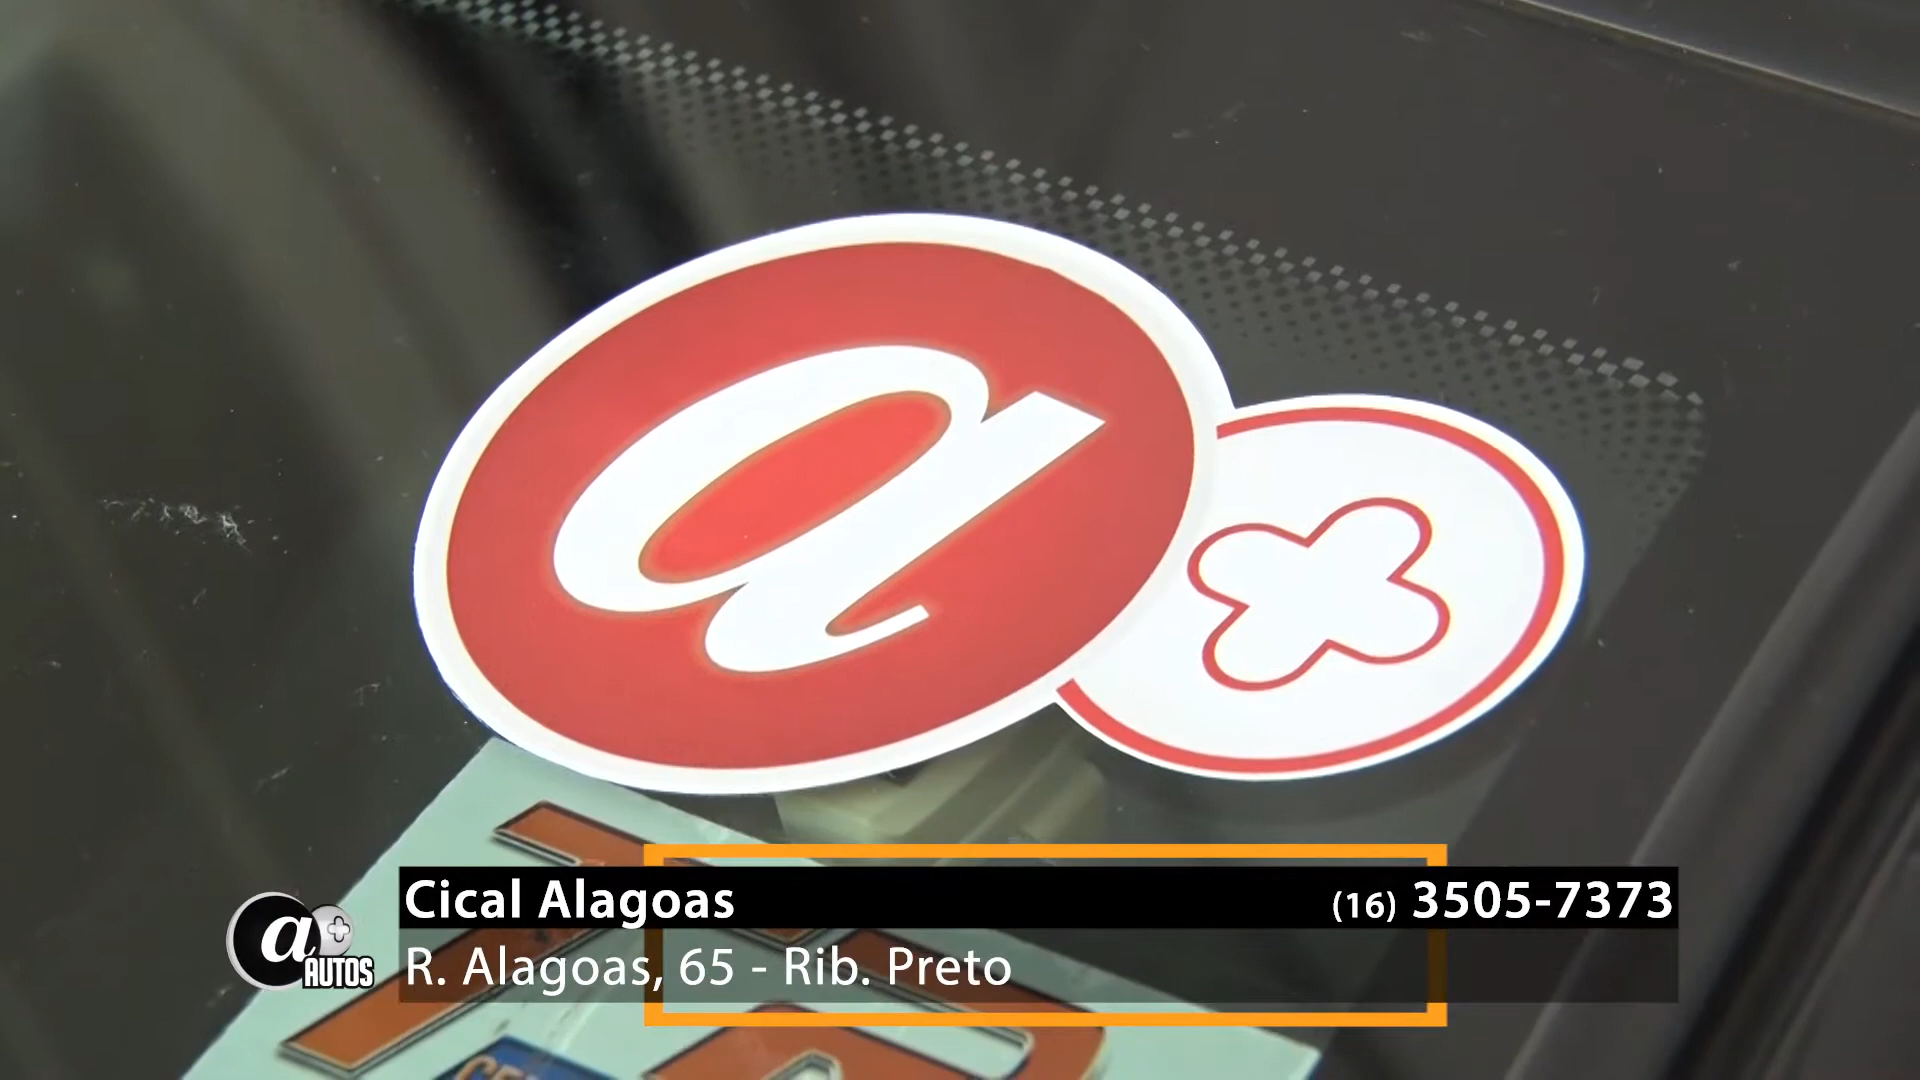 a+
Cical Alagoas
(16) 3505-7373
R. Alagoas, 65 - Rib. Preto
a+
AUTOS